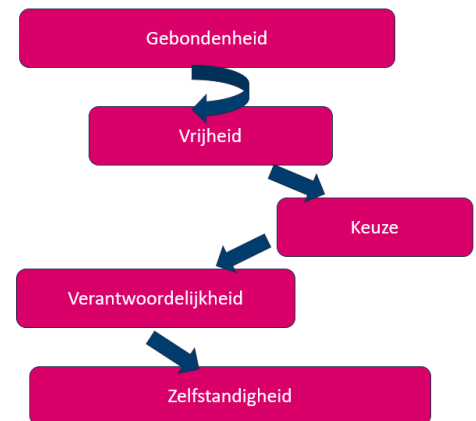 Gebondenheid
Vrijheid
Keuze
Verantwoordelijkheid
Zelfstandigheid